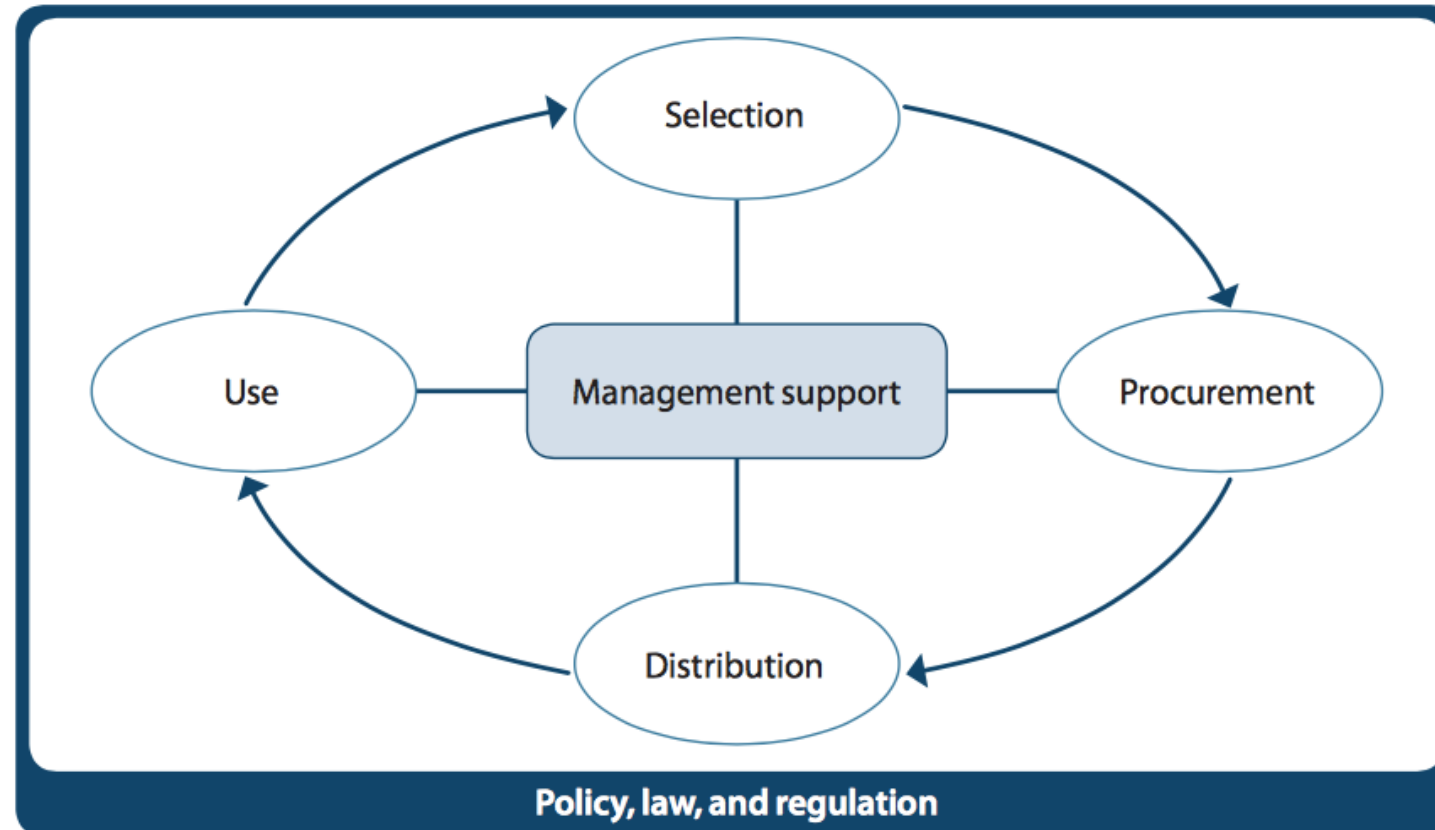 Selection
Use
Management support
Procurement
Distribution
Policy, law, and regulation